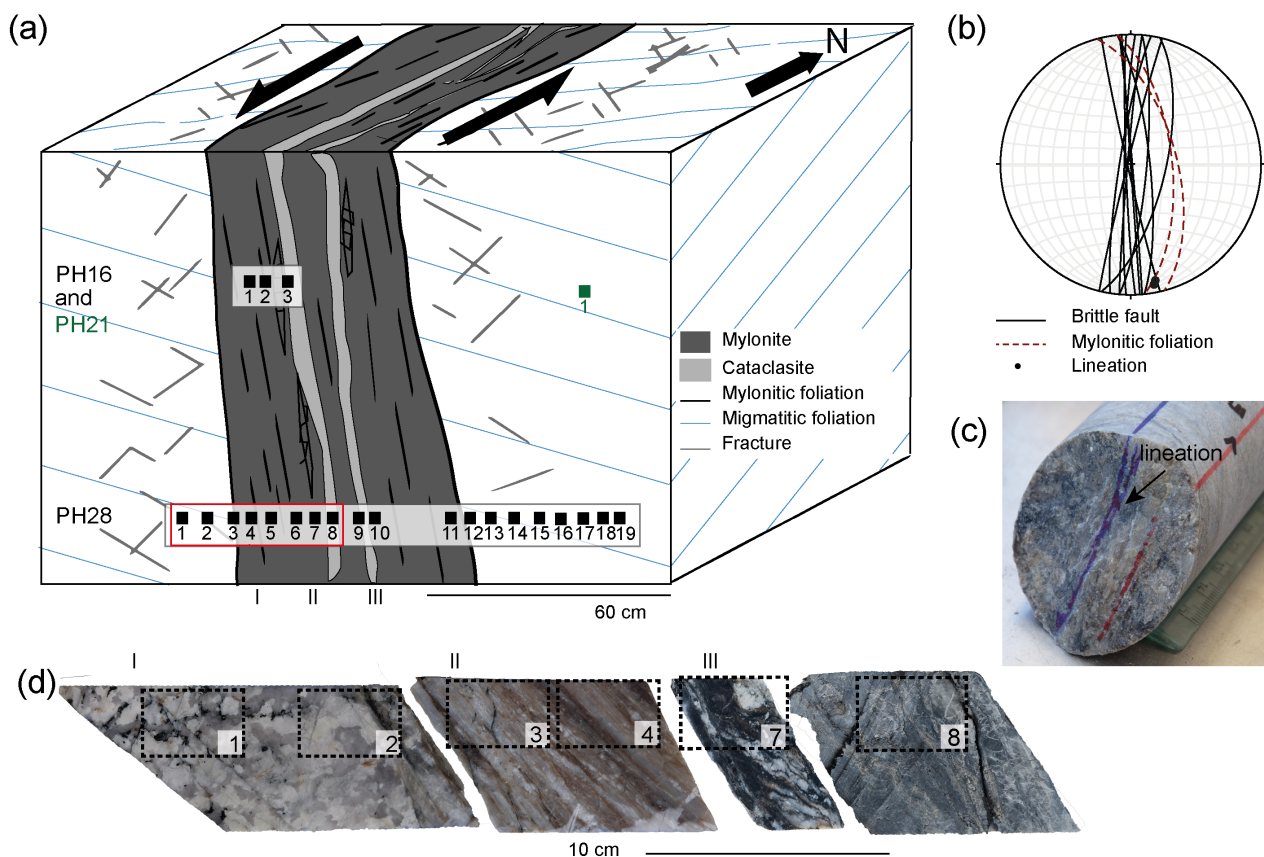 (a)
N
PH16
and
PH21
1 2 3
1
Mylonite
Cataclasite
Mylonitic foliation
Migmatitic foliation
Fracture
PH28
1 2 3 4 5 6 7 8 9 10 11 12 13 14 15 16 17 18 19
I II III
60 cm
(b)
Brittle fault
Mylonitic foliation
Lineation
(c)
lineation
(d)
I II III
1 2 3 4 7 8
10 cm